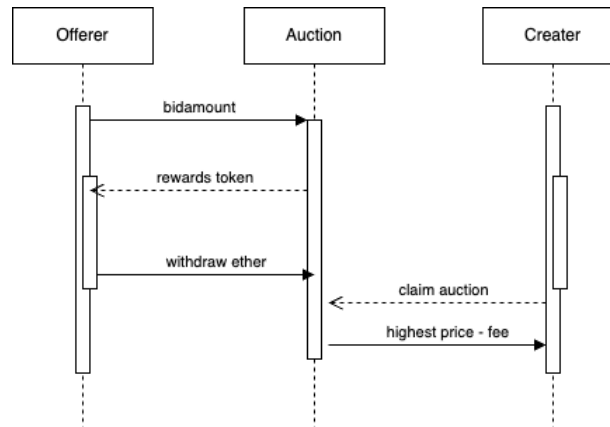 Offerer
Auction
Creater
bidamount
rewards token
withdraw ether
claim auction
highest price - fee